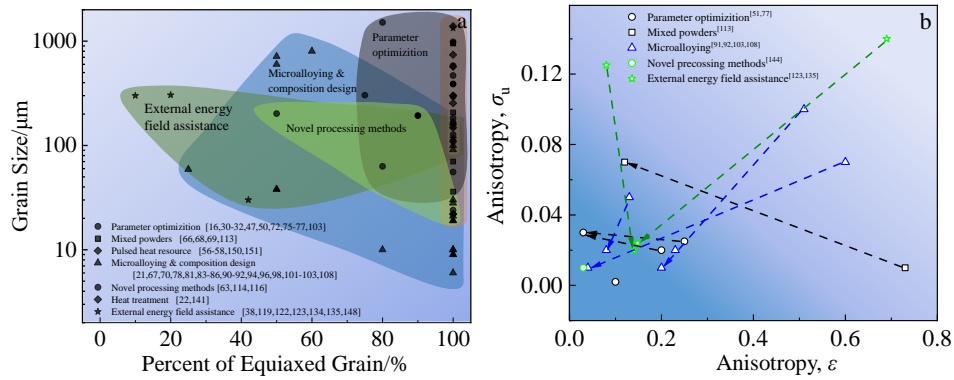 a
1000
100
10
Grain Size/μm
Parameter
optimizition
Microalloying &
composition design
External energy
field assistance
Novel processing methods
Parameter optimizition [16,30-32,47,50,72,75-77,103]
Mixed powders [66,68,69,113]
Pulsed heat resource [56-58,150,151]
Microalloying & composition design
[21,67,70,78,81,83-86,90-92,94,96,98,101-103,108]
Novel processing methods [63,114,116]
Heat treatment [22,141]
External energy field assistance [38,119,122,123,134,135,148]
0 20 40 60 80 100
Percent of Equiaxed Grain/%
b
Parameter optimizition[51,77]
Mixed powders[113]
Microalloying[91,92,103,108]
Novel precossing methods[144]
External energy field assistance[123,135]
0.12
0.08
0.04
0.00
Anisotropy, σu
0.0 0.2 0.4 0.6 0.8
Anisotropy, ε